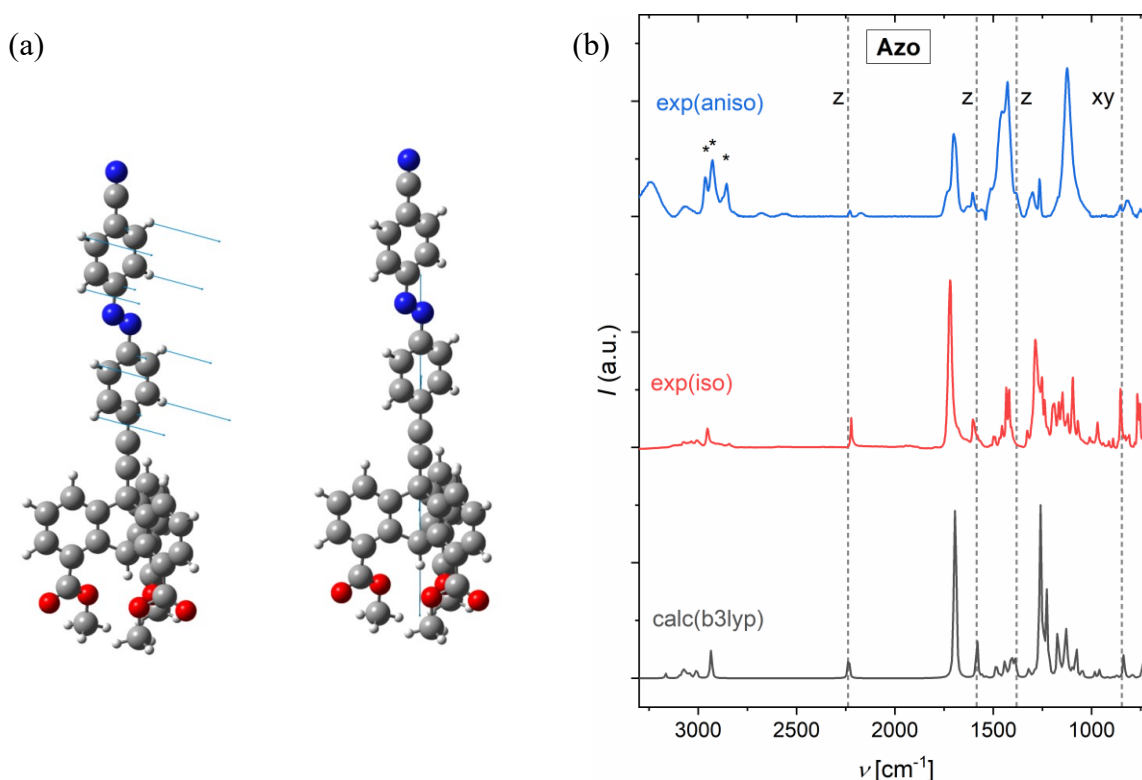 (a)
(b)
Azo
z
z
z
xy
exp(aniso)
* * *
exp(iso)
calc(b3lyp)
I (a.u.)
3000 2500 2000 1500 1000
ν [cm⁻¹]